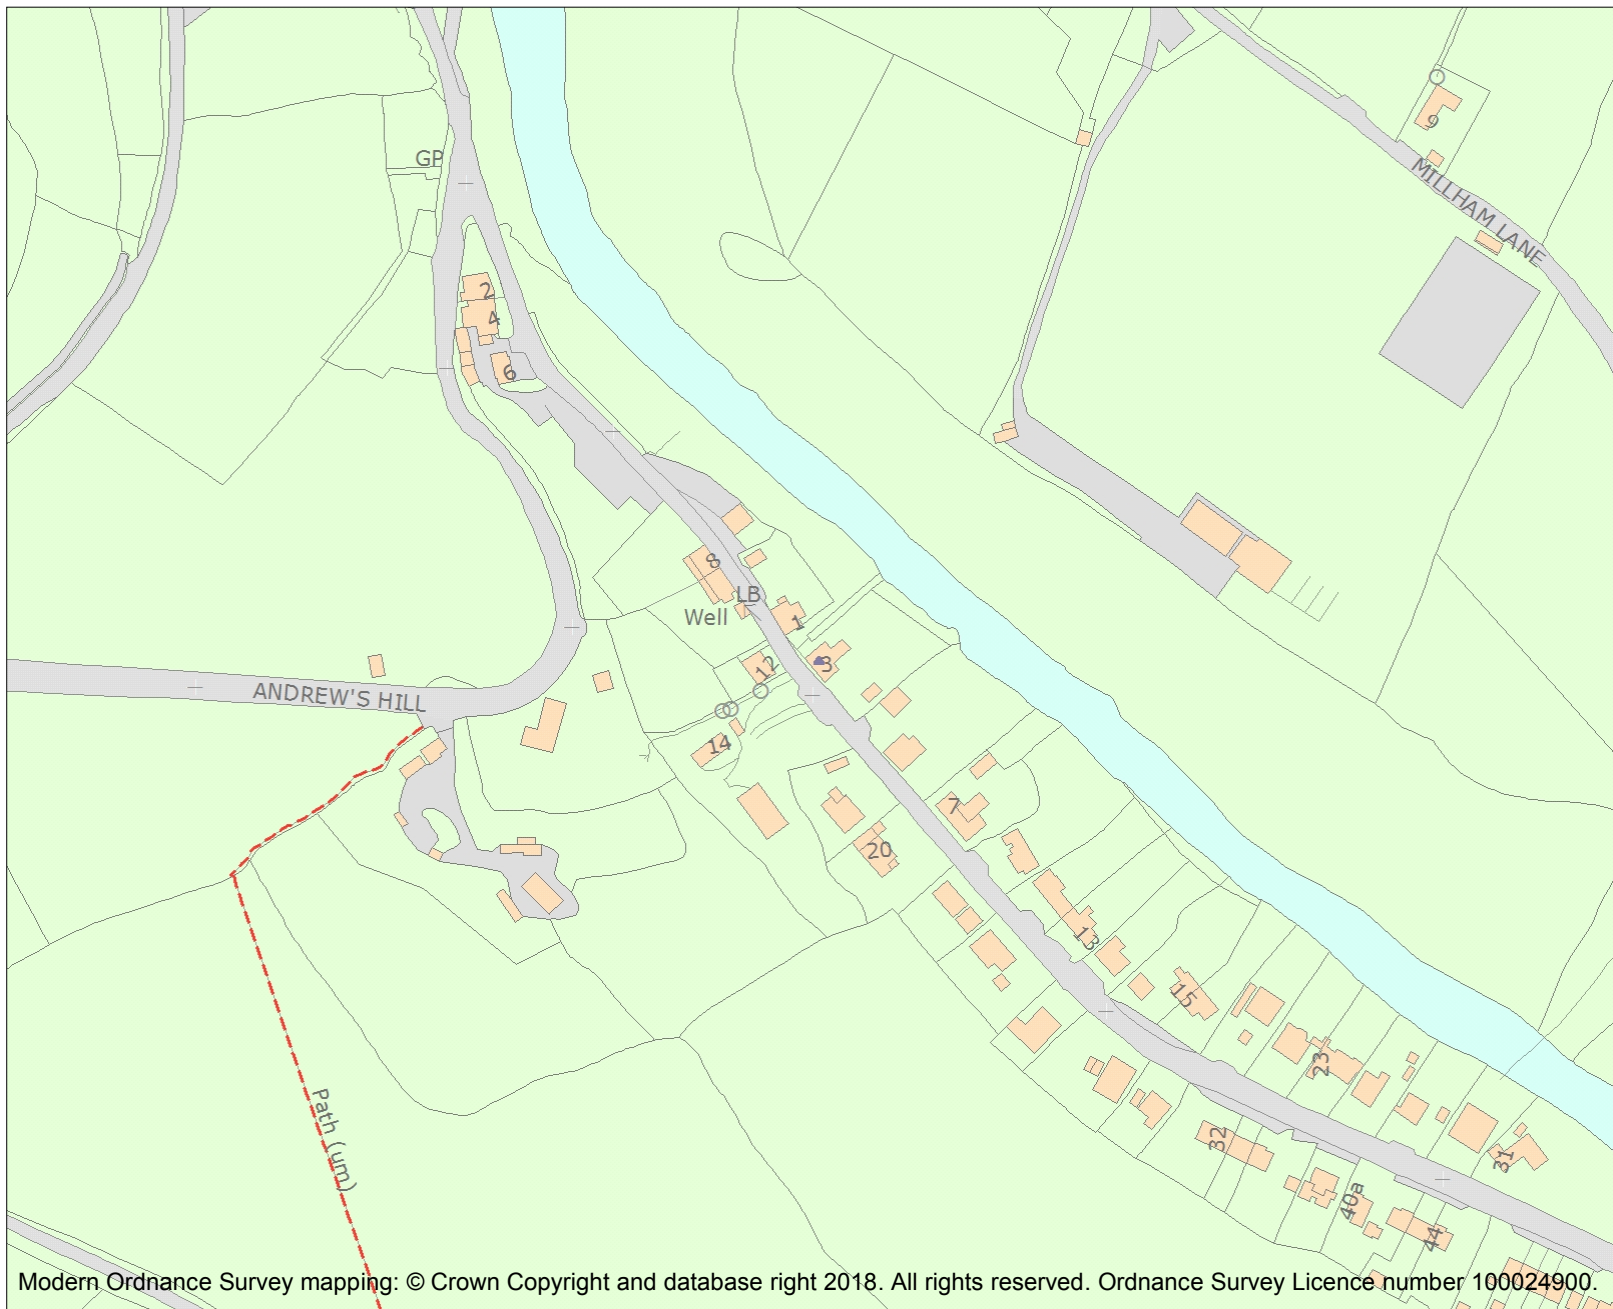 9
GP
MILLHAM LANE
2
4
6
8
LB
Well
1
3
12
ANDREW'S HILL
14
7
20
13
15
23
Path (um)
32
31
40a
44
Modern Ordnance Survey mapping: © Crown Copyright and database right 2018. All rights reserved. Ordnance Survey Licence number 100024900.